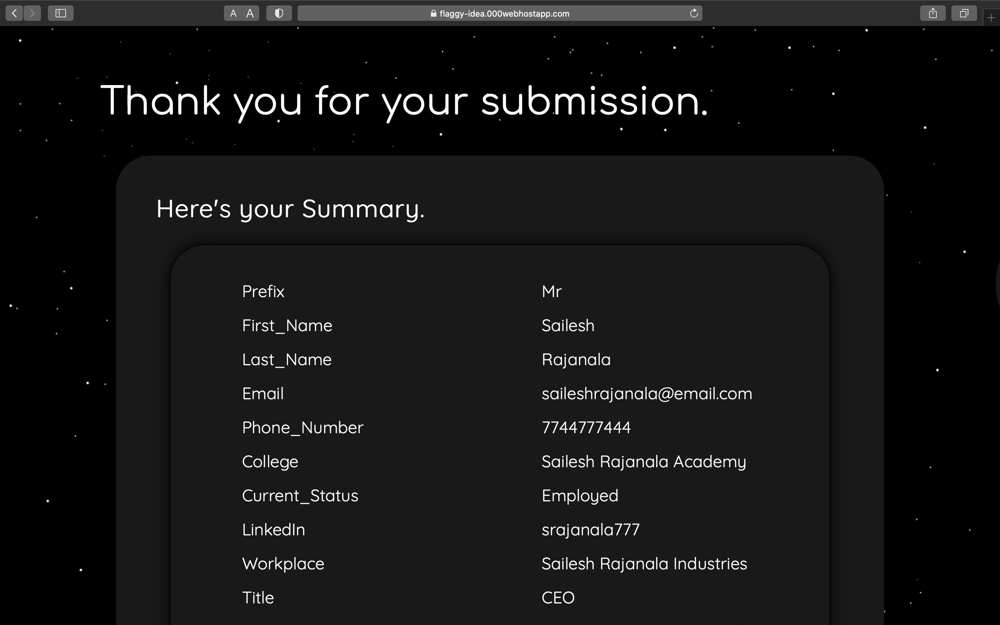 A A flaggy-idea.000webhostapp.com
Thank you for your submission.
Here's your Summary.
Prefix Mr
First_Name Sailesh
Last_Name Rajanala
Email saileshrajanala@email.com
Phone_Number 7744777444
College Sailesh Rajanala Academy
Current_Status Employed
LinkedIn srajanala777
Workplace Sailesh Rajanala Industries
Title CEO